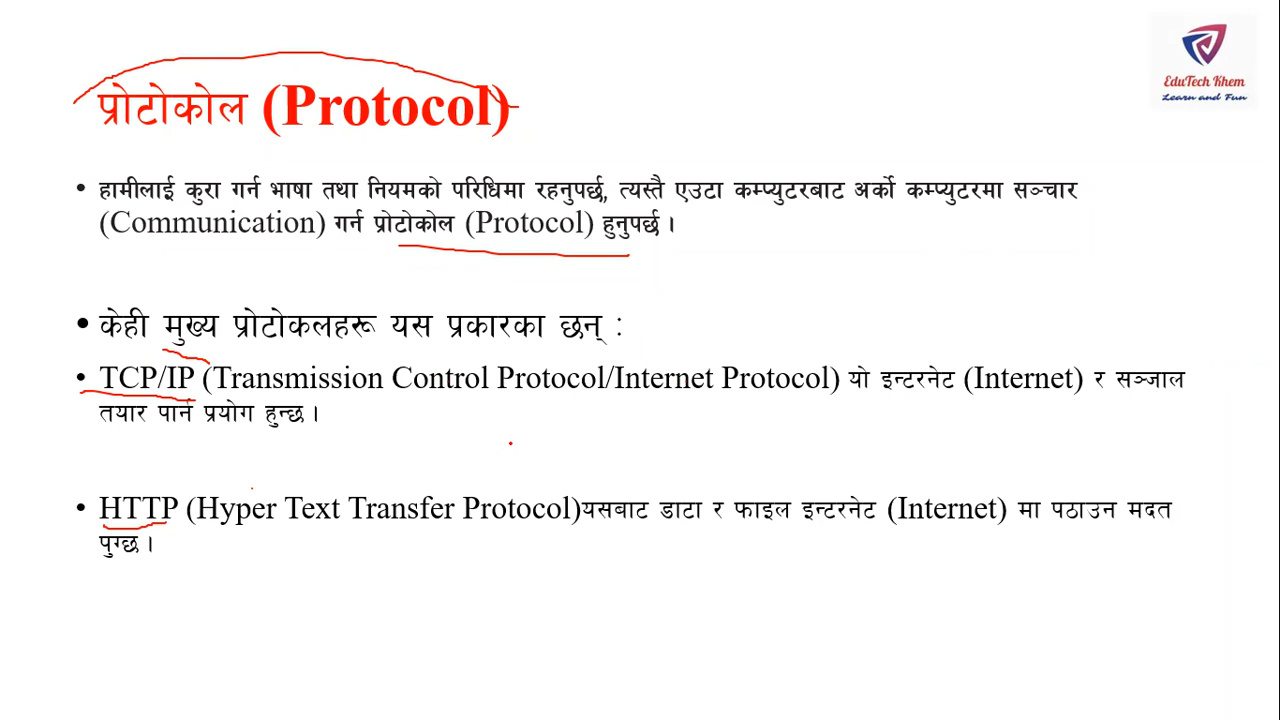 EduTech Khem
Learn and Fun
प्रोटोकोल (Protocol)
• हामीलाई कुरा गर्न भाषा तथा नियमको परिधिमा रहनुपर्छ, त्यस्तै एउटा कम्प्युटरबाट अर्को कम्प्युटरमा सञ्चार
(Communication) गर्न प्रोटोकोल (Protocol) हुनुपर्छ ।
• केही मुख्य प्रोटोकलहरू यस प्रकारका छन् :
• TCP/IP (Transmission Control Protocol/Internet Protocol) यो इन्टरनेट (Internet) र सञ्जाल
तयार पार्न प्रयोग हुन्छ ।
• HTTP (Hyper Text Transfer Protocol)यसबाट डाटा र फाइल इन्टरनेट (Internet) मा पठाउन मदत
पुग्छ ।